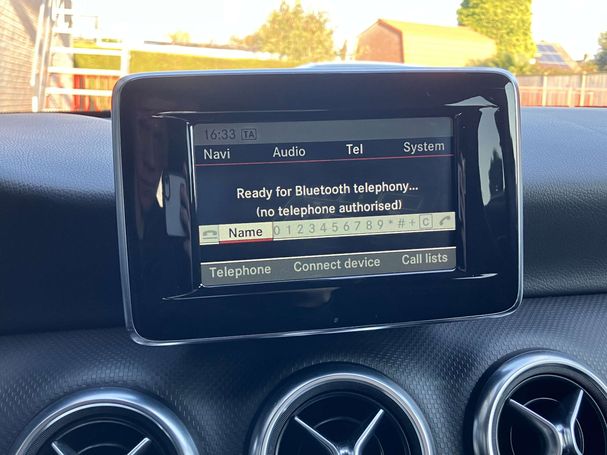 16:33 TA
Navi Audio Tel System
Ready for Bluetooth telephony...
(no telephone authorised)
Name 0 1 2 3 4 5 6 7 8 9 * # + C
Telephone Connect device Call lists